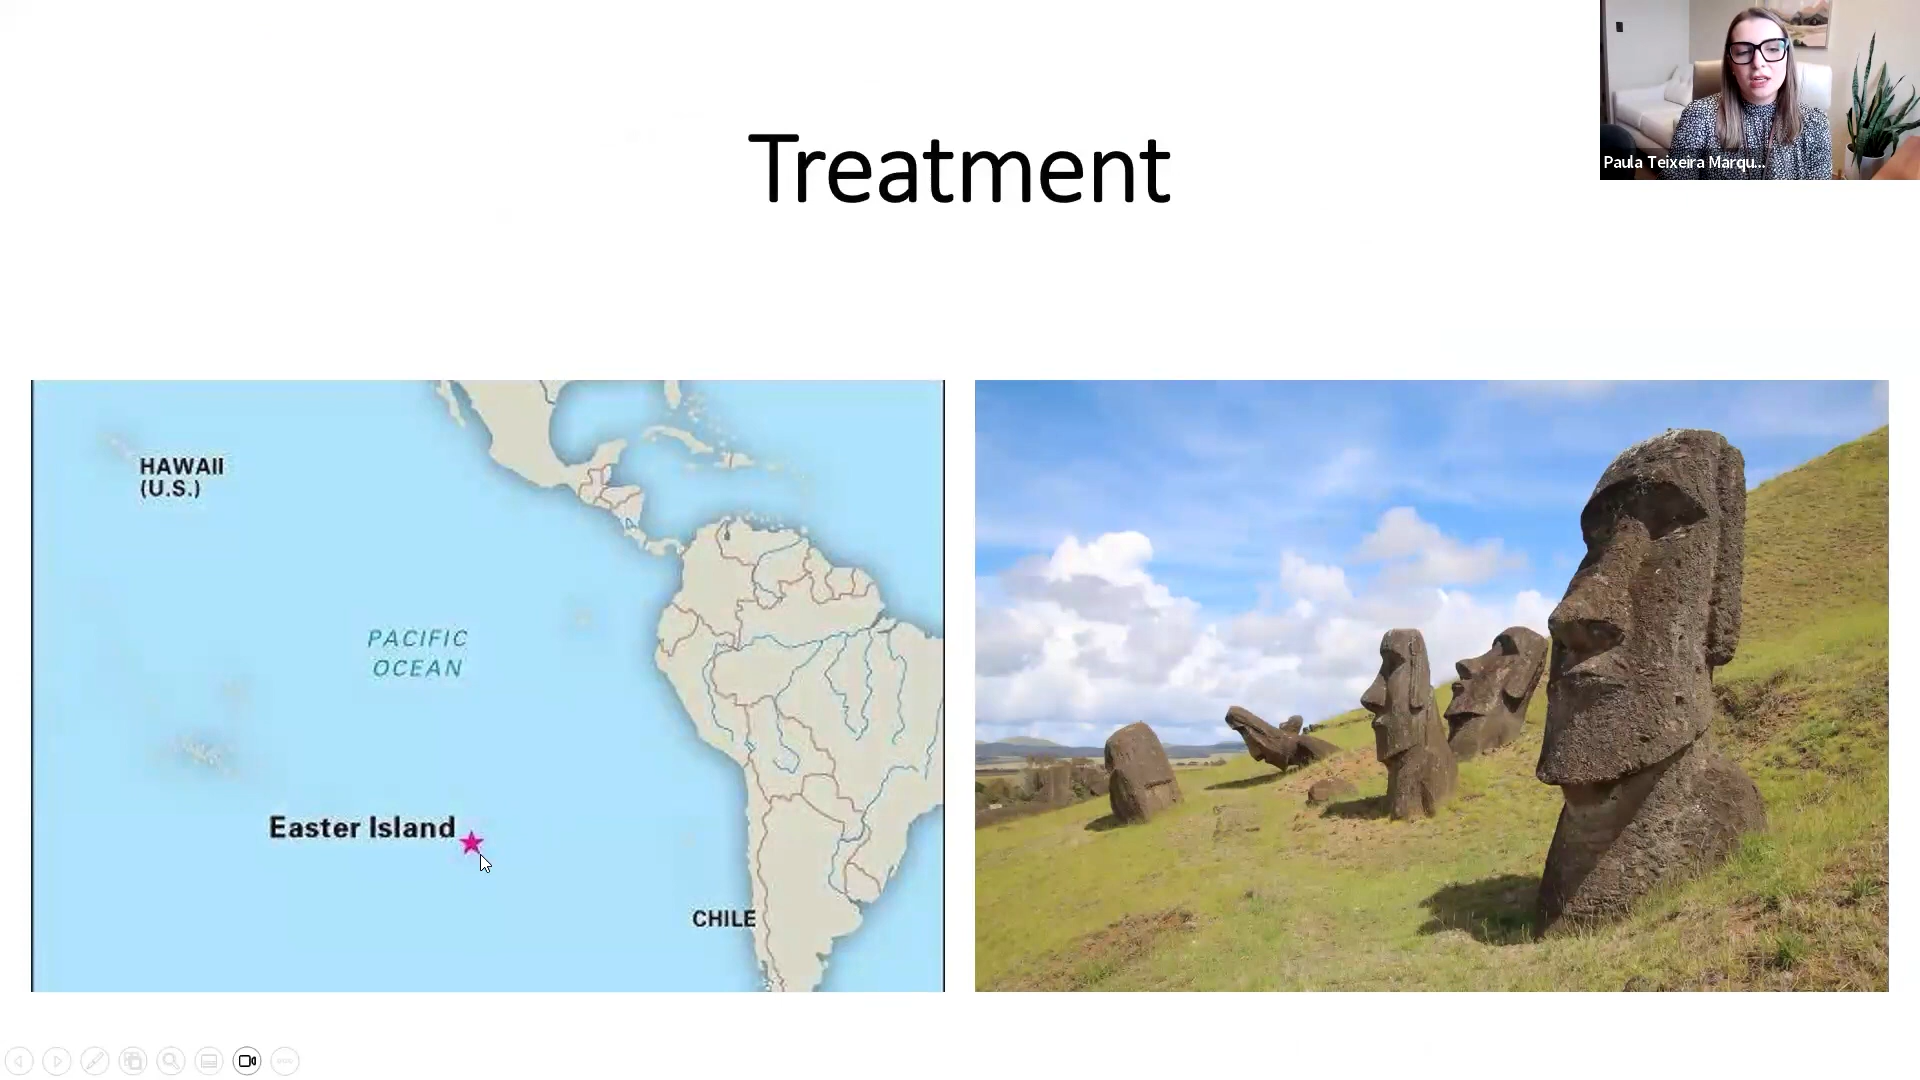 Treatment
Paula Teixeira Marqu...
HAWAII
(U.S.)
PACIFIC
OCEAN
Easter Island
CHILE